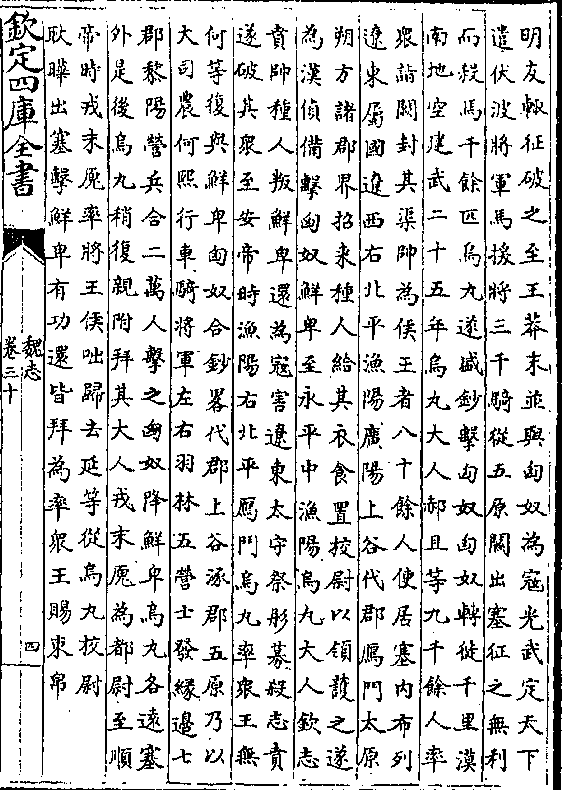 明友輒征破之至王莽末並與匈奴為寇光武定天下
遣伏波將軍馬援將三千騎從五原關出塞征之無利
而殺馬千餘匹烏丸遂盛鈔擊匈奴匈奴轉徙千里漠
南地空建武二十五年烏丸大人郝且等九千餘人率
衆詣闕封其渠帥為侯王者八十餘人使居塞內布列
遼東屬國遼西右北平漁陽廣陽上谷代郡鴈門太原
朔方諸郡界招來種人給其衣食置校尉以領護之遂
為漢偵備擊匈奴鮮卑至永平中漁陽烏丸大人欽志
賁帥種人叛鮮卑還為寇害遼東太守祭肜募殺志賁
遂破其衆至安帝時漁陽右北平鴈門烏丸率衆王無
何等復與鮮卑匈奴合鈔畧代郡上谷涿郡五原乃以
大司農何熙行車騎將軍左右羽林五營士發緣邊七
郡黎陽營兵合二萬人擊之匈奴降鮮卑烏丸各還塞
外是後烏丸稍復親附拜其大人戎末廆為都尉至順
帝時戎末廆率將王侯咄歸去延等從烏丸校尉
耿曄出塞擊鮮卑有功還皆拜為率衆王賜束帛
欽定四庫全書
魏志
卷三十
四